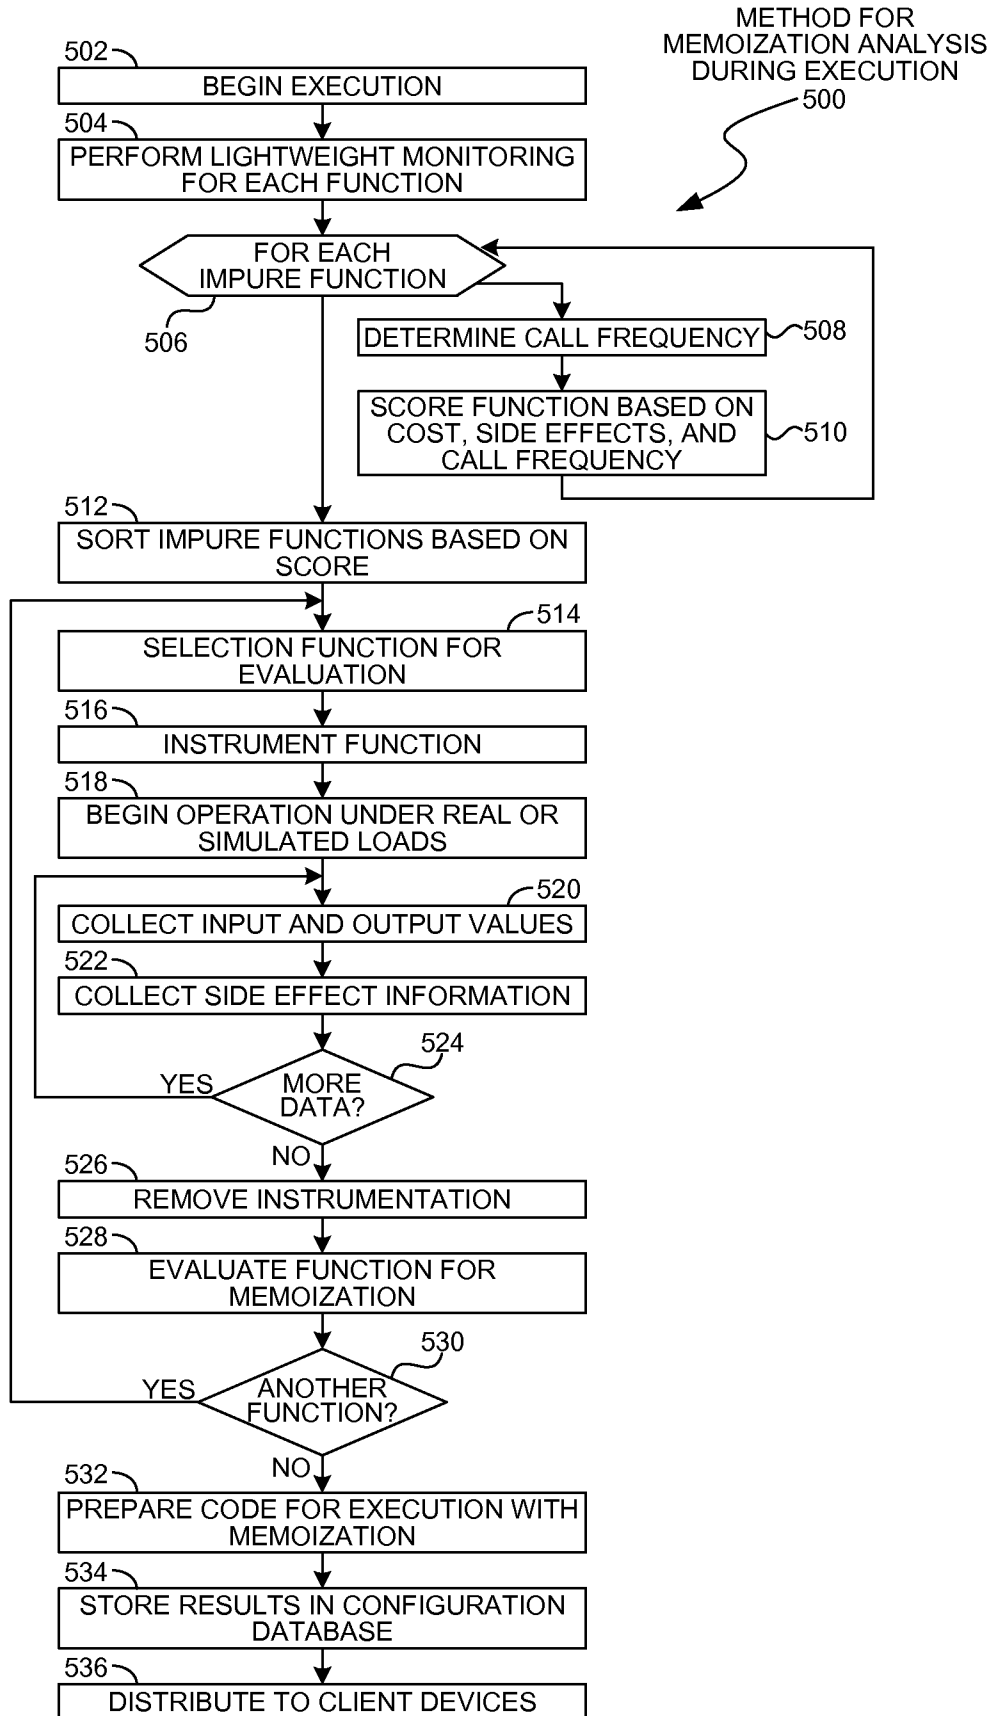 METHOD FOR
MEMOIZATION ANALYSIS
DURING EXECUTION
500
502
BEGIN EXECUTION
504
PERFORM LIGHTWEIGHT MONITORING
FOR EACH FUNCTION
FOR EACH
IMPURE FUNCTION
506
DETERMINE CALL FREQUENCY
508
SCORE FUNCTION BASED ON
COST, SIDE EFFECTS, AND
CALL FREQUENCY
510
512
SORT IMPURE FUNCTIONS BASED ON
SCORE
514
SELECTION FUNCTION FOR
EVALUATION
516
INSTRUMENT FUNCTION
518
BEGIN OPERATION UNDER REAL OR
SIMULATED LOADS
520
COLLECT INPUT AND OUTPUT VALUES
522
COLLECT SIDE EFFECT INFORMATION
524
YES
MORE
DATA?
NO
526
REMOVE INSTRUMENTATION
528
EVALUATE FUNCTION FOR
MEMOIZATION
530
YES
ANOTHER
FUNCTION?
NO
532
PREPARE CODE FOR EXECUTION WITH
MEMOIZATION
534
STORE RESULTS IN CONFIGURATION
DATABASE
536
DISTRIBUTE TO CLIENT DEVICES